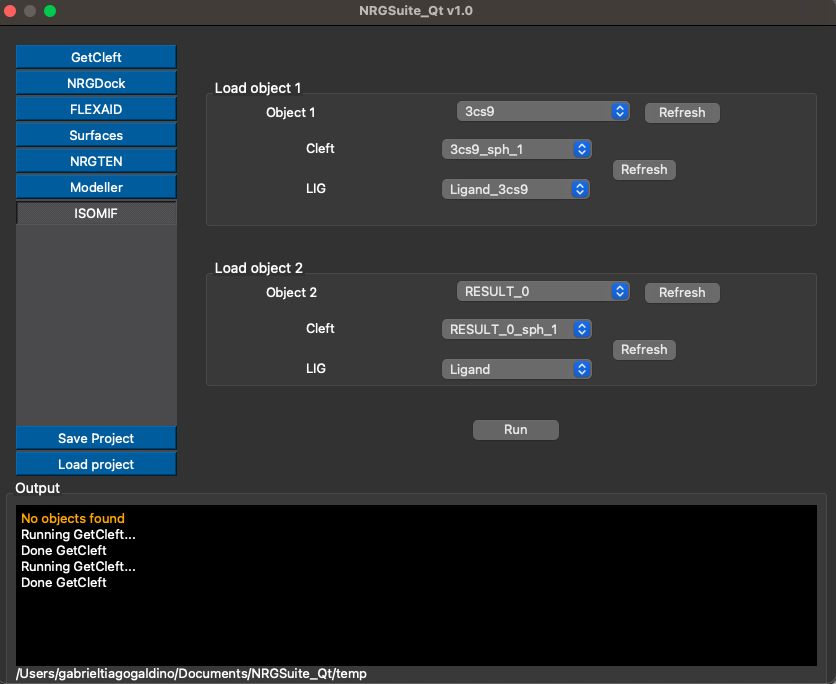 NRGSuite_Qt v1.0
GetCleft
NRGDock
FLEXAID
Surfaces
NRGTEN
Modeller
ISOMIF
Load object 1
Object 1 3cs9 Refresh
Cleft 3cs9_sph_1
Refresh
LIG Ligand_3cs9
Load object 2
Object 2 RESULT_0 Refresh
Cleft RESULT_0_sph_1
Refresh
LIG Ligand
Run
Save Project
Load project
Output
No objects found
Running GetCleft...
Done GetCleft
Running GetCleft...
Done GetCleft
/Users/gabrieltiagogaldino/Documents/NRGSuite_Qt/temp